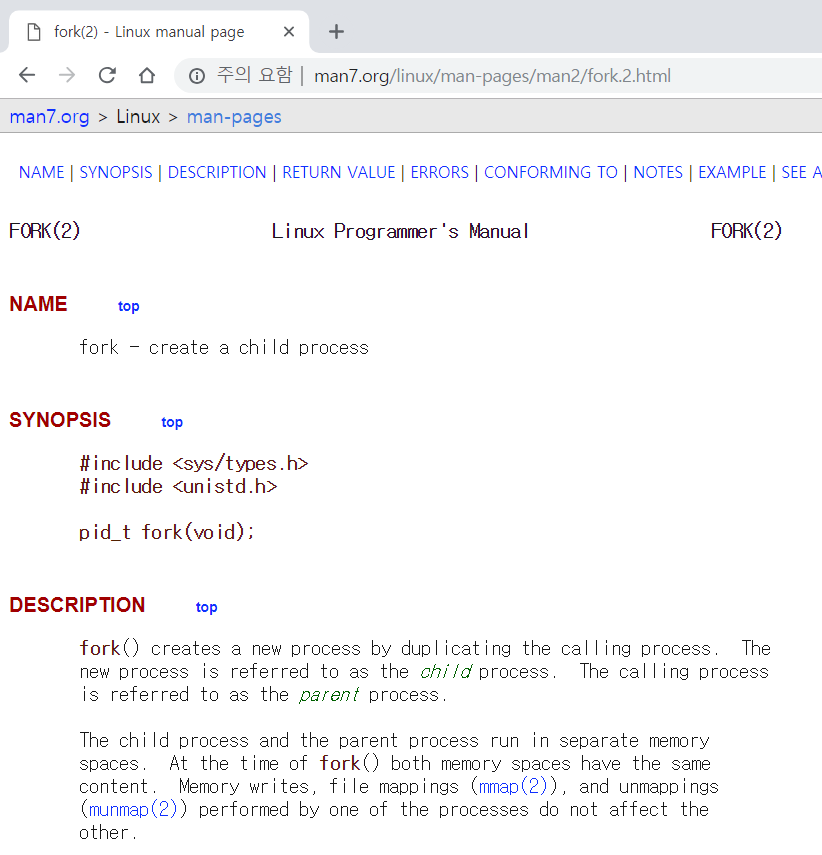 fork(2) - Linux manual page
주의 요함 | man7.org/linux/man-pages/man2/fork.2.html
man7.org > Linux > man-pages
NAME | SYNOPSIS | DESCRIPTION | RETURN VALUE | ERRORS | CONFORMING TO | NOTES | EXAMPLE | SEE A
FORK(2) Linux Programmer's Manual FORK(2)
NAME top
fork - create a child process
SYNOPSIS top
#include <sys/types.h>
#include <unistd.h>
pid_t fork(void);
DESCRIPTION top
fork() creates a new process by duplicating the calling process. The
new process is referred to as the child process. The calling process
is referred to as the parent process.
The child process and the parent process run in separate memory
spaces. At the time of fork() both memory spaces have the same
content. Memory writes, file mappings (mmap(2)), and unmappings
(munmap(2)) performed by one of the processes do not affect the
other.